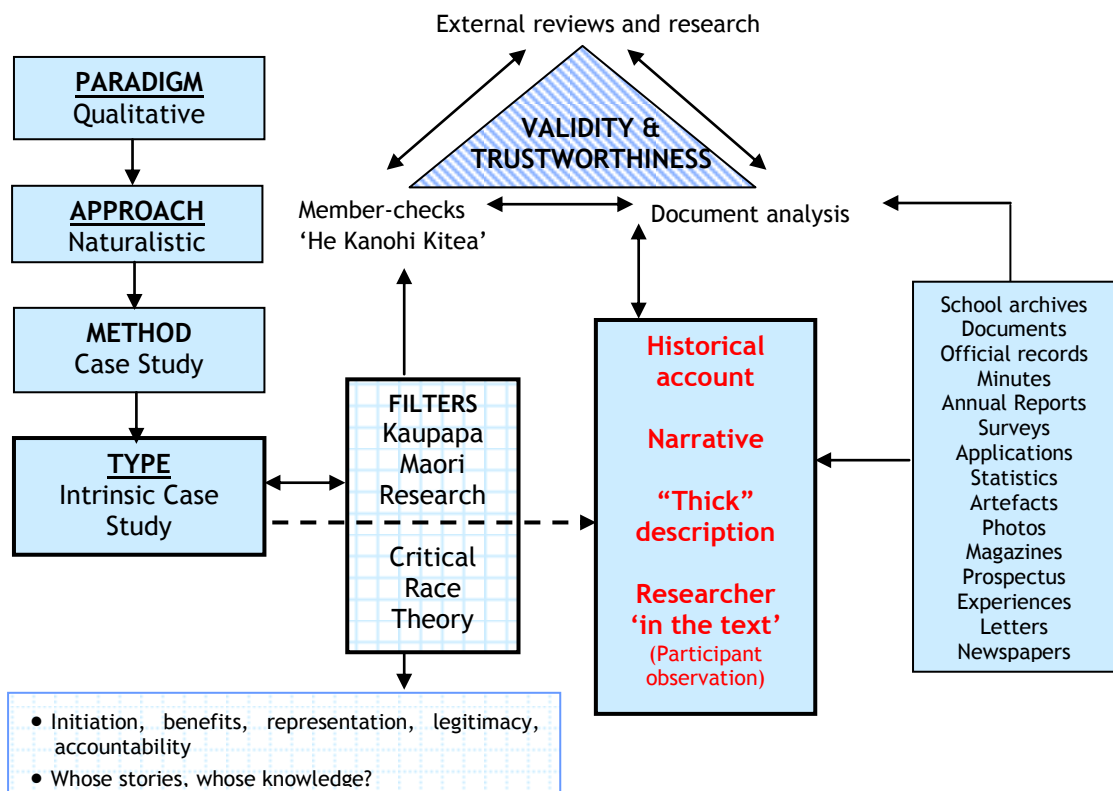 External reviews and research
PARADIGM
Qualitative
APPROACH
Naturalistic
METHOD
Case Study
TYPE
Intrinsic Case
Study
VALIDITY &
TRUSTWORTHINESS
Member-checks
‘He Kanohi Kitea’
Document analysis
FILTERS
Kaupapa
Maori
Research
Critical
Race
Theory
Historical
account
Narrative
“Thick”
description
Researcher
‘in the text’
(Participant
observation)
School archives
Documents
Official records
Minutes
Annual Reports
Surveys
Applications
Statistics
Artefacts
Photos
Magazines
Prospectus
Experiences
Letters
Newspapers
• Initiation, benefits, representation, legitimacy,
accountability
• Whose stories, whose knowledge?